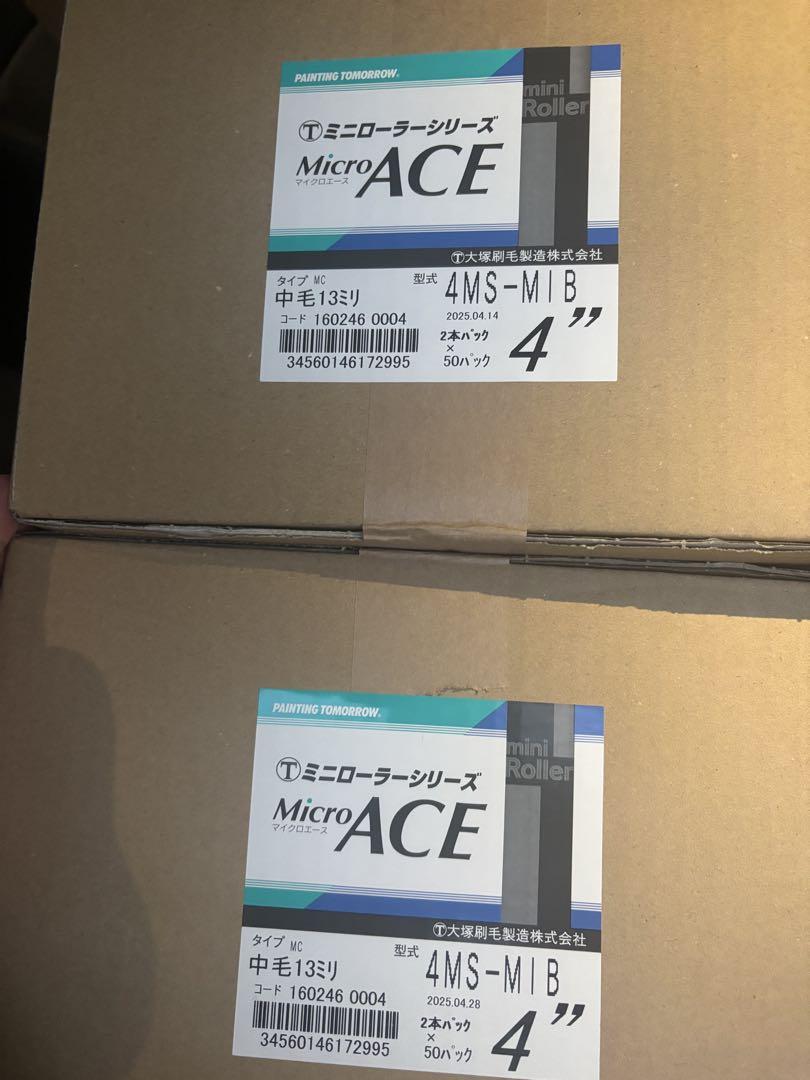 PAINTING TOMORROW®
mini
Roller
Ⓣミニローラーシリーズ
Micro ACE
マイクロエース
Ⓣ大塚刷毛製造株式会社
タイプ MC
中毛13ミリ
型式 4MS-MIB
コード 160246 0004
2025.04.14
34560146172995
2本パック
×
50パック
4”
PAINTING TOMORROW®
mini
Roller
Ⓣミニローラーシリーズ
Micro ACE
マイクロエース
Ⓣ大塚刷毛製造株式会社
タイプ MC
中毛13ミリ
型式 4MS-MIB
コード 160246 0004
2025.04.28
34560146172995
2本パック
×
50パック
4”